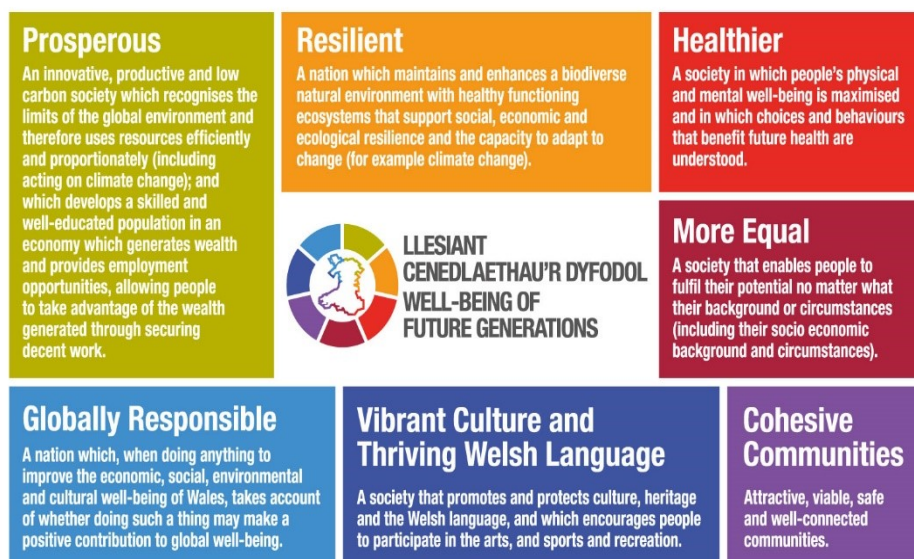 Prosperous
An innovative, productive and low
carbon society which recognises the
limits of the global environment and
therefore uses resources efficiently
and proportionately (including
acting on climate change); and
which develops a skilled and
well-educated population in an
economy which generates wealth
and provides employment
opportunities, allowing people
to take advantage of the wealth
generated through securing
decent work.
Resilient
A nation which maintains and enhances a biodiverse
natural environment with healthy functioning
ecosystems that support social, economic and
ecological resilience and the capacity to adapt to
change (for example climate change).
Healthier
A society in which people's physical
and mental well-being is maximised
and in which choices and behaviours
that benefit future health are
understood.
LLESIANT
CENEDLAETHAU'R DYFODOL
WELL-BEING OF
FUTURE GENERATIONS
More Equal
A society that enables people to
fulfil their potential no matter what
their background or circumstances
(including their socio economic
background and circumstances).
Globally Responsible
A nation which, when doing anything to
improve the economic, social, environmental
and cultural well-being of Wales, takes account
of whether doing such a thing may make a
positive contribution to global well-being.
Vibrant Culture and
Thriving Welsh Language
A society that promotes and protects culture, heritage
and the Welsh language, and which encourages people
to participate in the arts, and sports and recreation.
Cohesive
Communities
Attractive, viable, safe
and well-connected
communities.